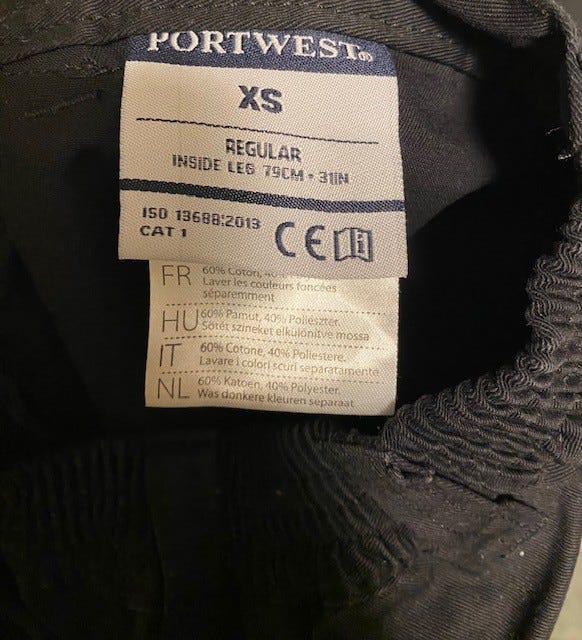 PORTWEST®
XS
REGULAR
INSIDE LEG 79CM • 31IN
ISO 13688:2013
CAT 1
CE
FR 60% Coton, 40%
Laver les couleurs foncées
séparemment
HU 60% Pamut, 40% Poliészter.
Sötét színeket elkülönítve mossa
IT 60% Cotone, 40% Poliestere.
Lavare i colori scuri separatamente
NL 60% Katoen, 40% Polyester.
Was donkere kleuren separaat